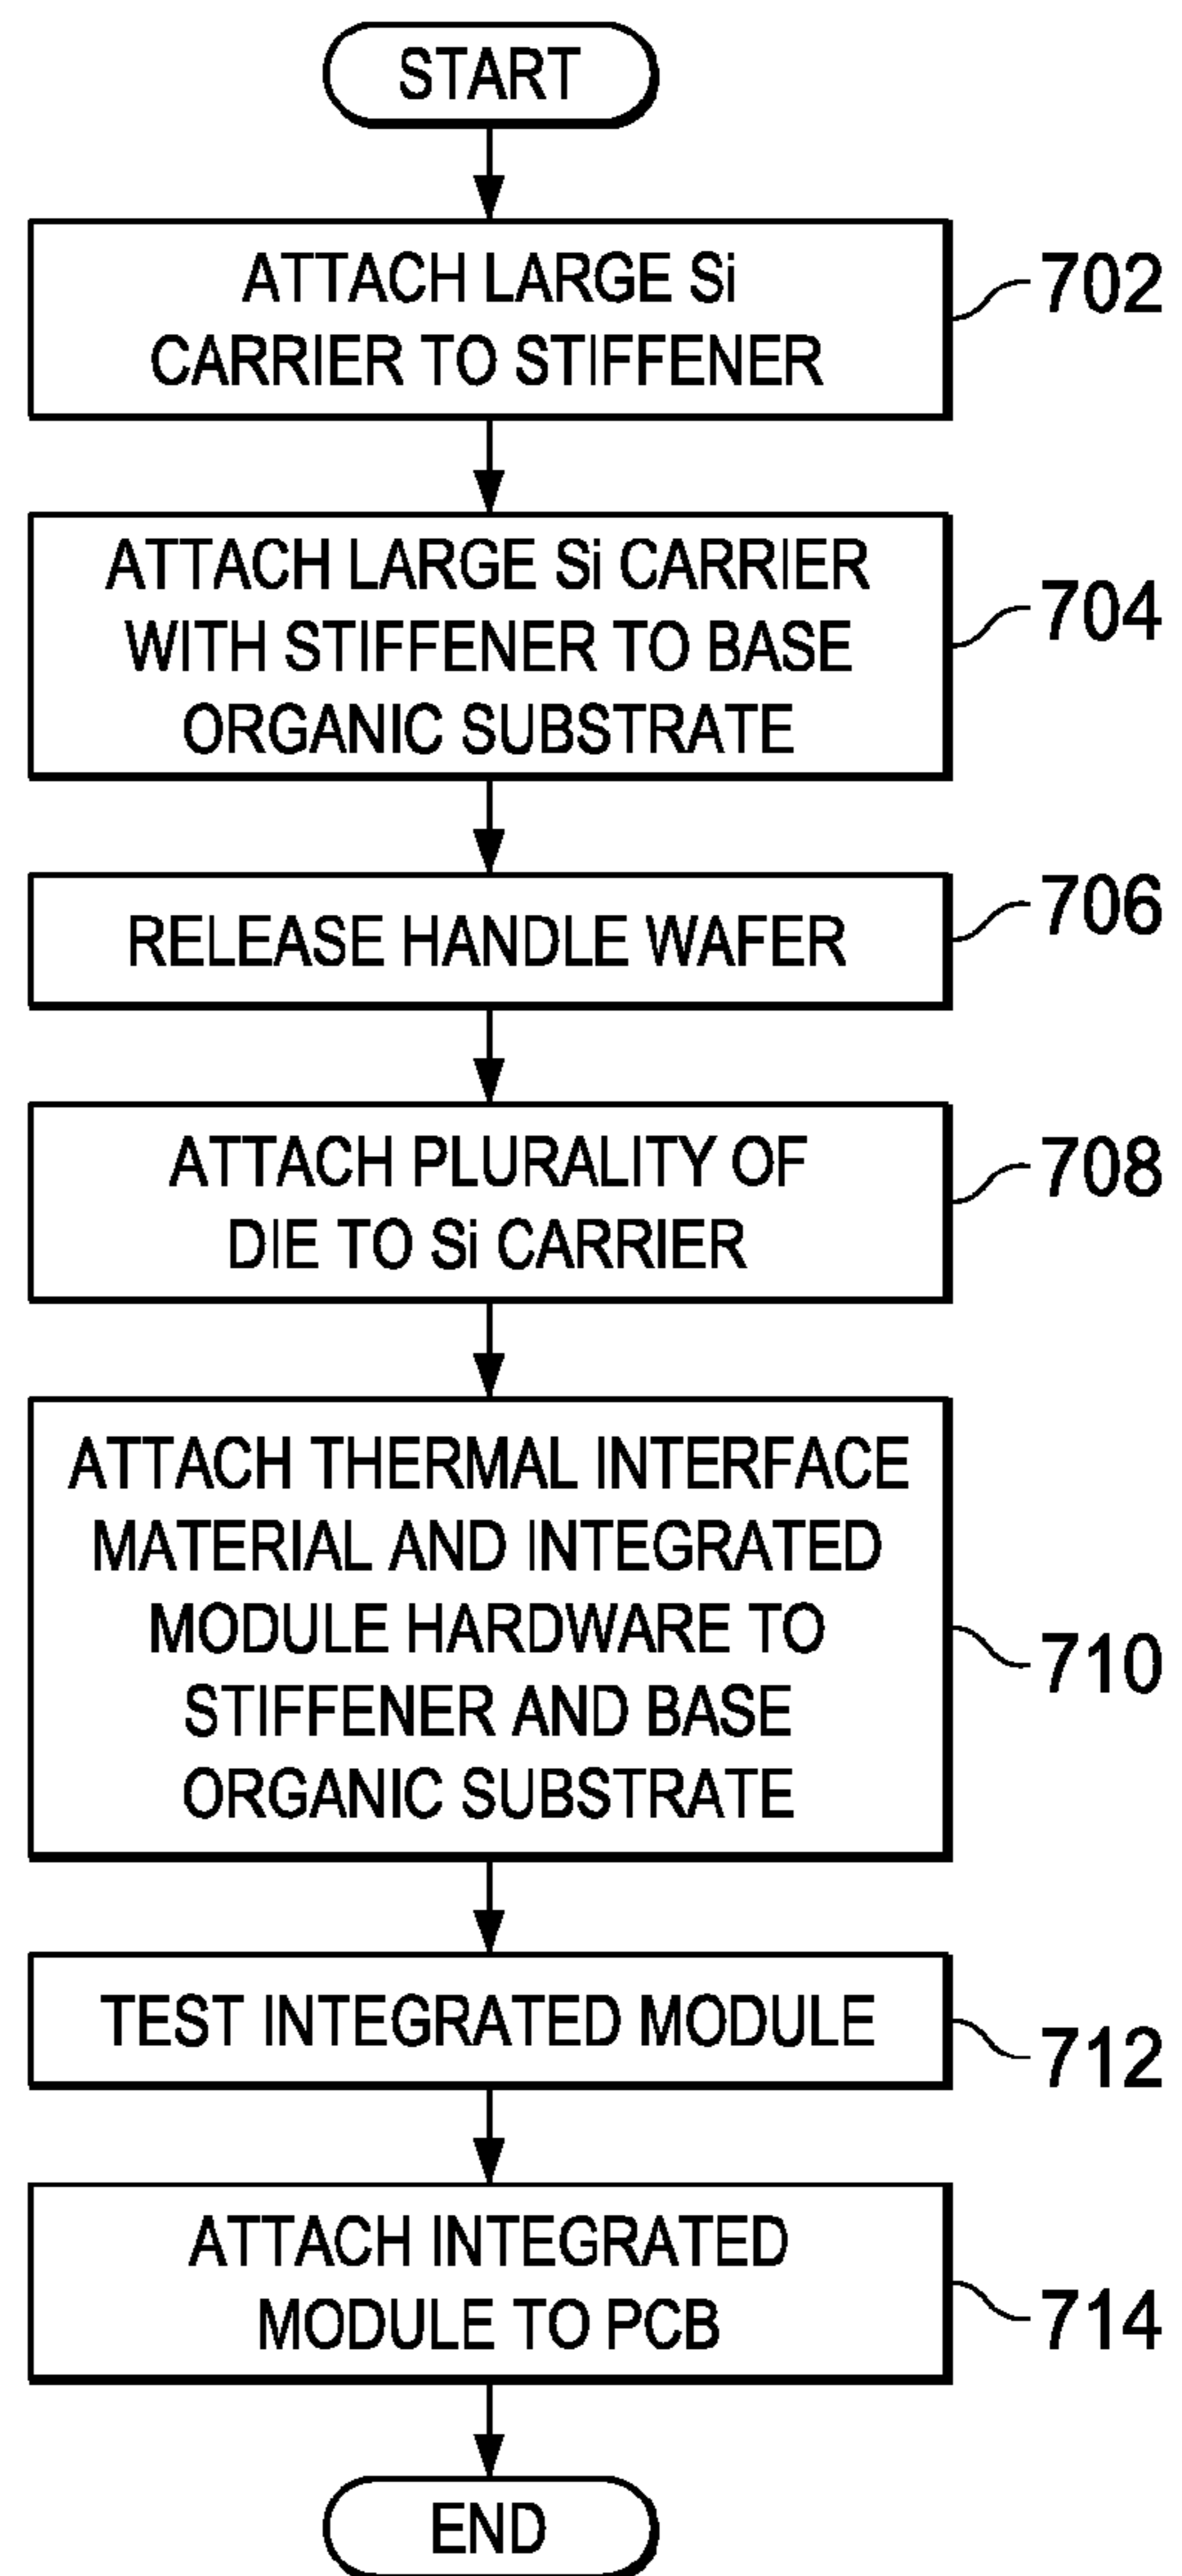 START
ATTACH LARGE Si
CARRIER TO STIFFENER
702
ATTACH LARGE Si CARRIER
WITH STIFFENER TO BASE
ORGANIC SUBSTRATE
704
RELEASE HANDLE WAFER
706
ATTACH PLURALITY OF
DIE TO Si CARRIER
708
ATTACH THERMAL INTERFACE
MATERIAL AND INTEGRATED
MODULE HARDWARE TO
STIFFENER AND BASE
ORGANIC SUBSTRATE
710
TEST INTEGRATED MODULE
712
ATTACH INTEGRATED
MODULE TO PCB
714
END